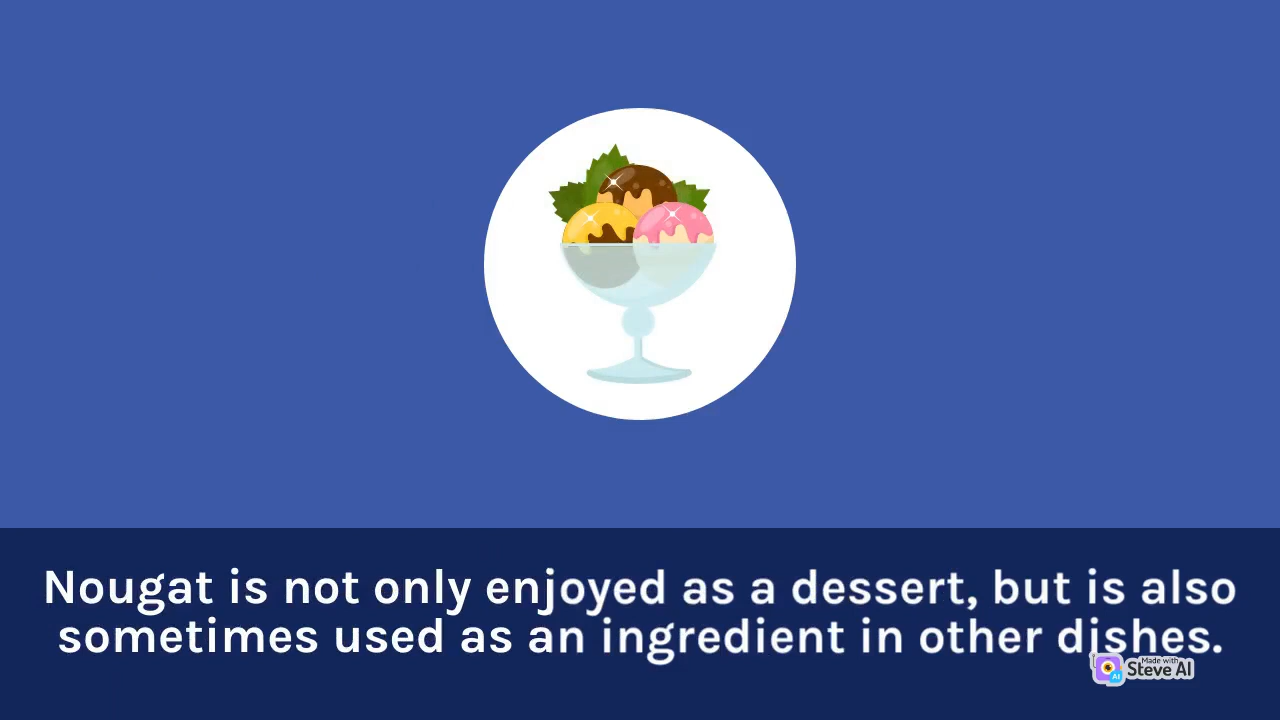 Nougat is not only enjoyed as a dessert, but is also
sometimes used as an ingredient in other dishes.
Made with
Steve AI
AI